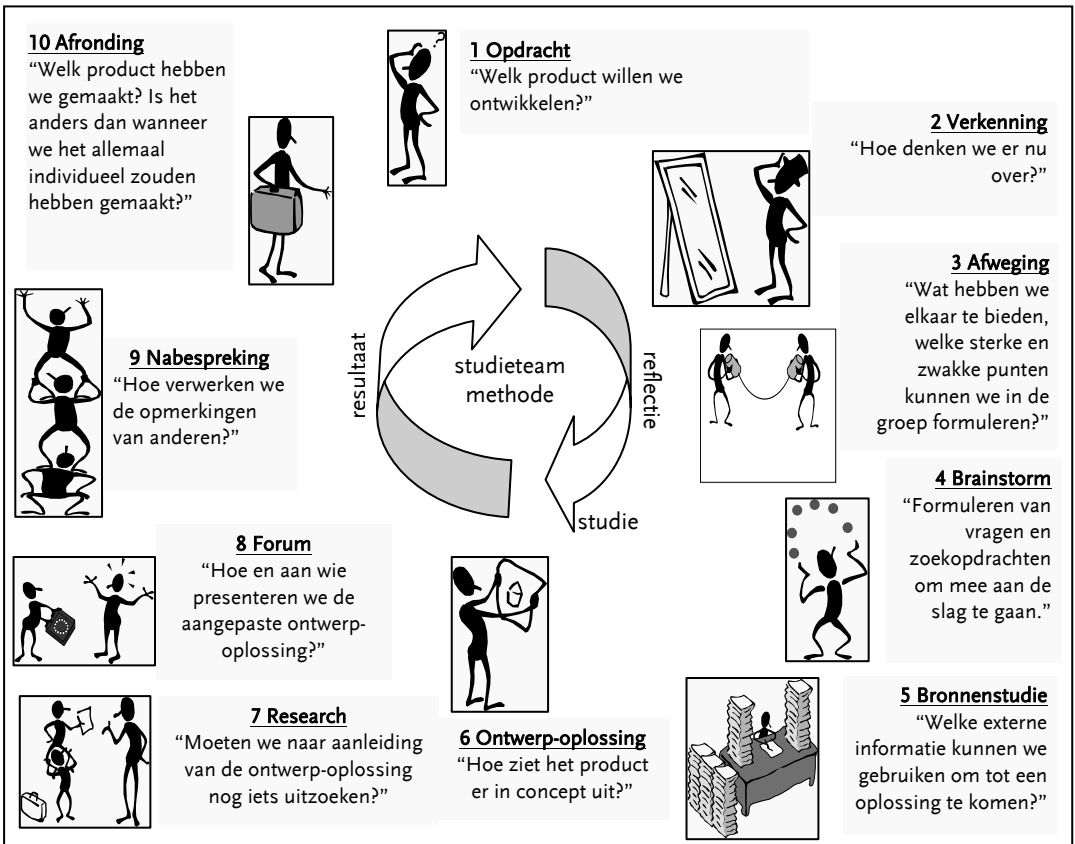 1 Opdracht
“Welk product willen we
ontwikkelen?”
2 Verkenning
“Hoe denken we er nu
over?”
3 Afweging
“Wat hebben we
elkaar te bieden,
welke sterke en
zwakke punten
kunnen we in de
groep formuleren?”
4 Brainstorm
“Formuleren van
vragen en
zoekopdrachten
om mee aan de
slag te gaan.”
5 Bronnenstudie
“Welke externe
informatie kunnen we
gebruiken om tot een
oplossing te komen?”
6 Ontwerp-oplossing
“Hoe ziet het product
er in concept uit?”
7 Research
“Moeten we naar aanleiding
van de ontwerp-oplossing
nog iets uitzoeken?”
8 Forum
“Hoe en aan wie
presenteren we de
aangepaste ontwerp-
oplossing?”
9 Nabespreking
“Hoe verwerken we
de opmerkingen
van anderen?”
10 Afronding
“Welk product hebben
we gemaakt? Is het
anders dan wanneer
we het allemaal
individueel zouden
hebben gemaakt?”
?
resultaat
studieteam
methode
reflectie
studie